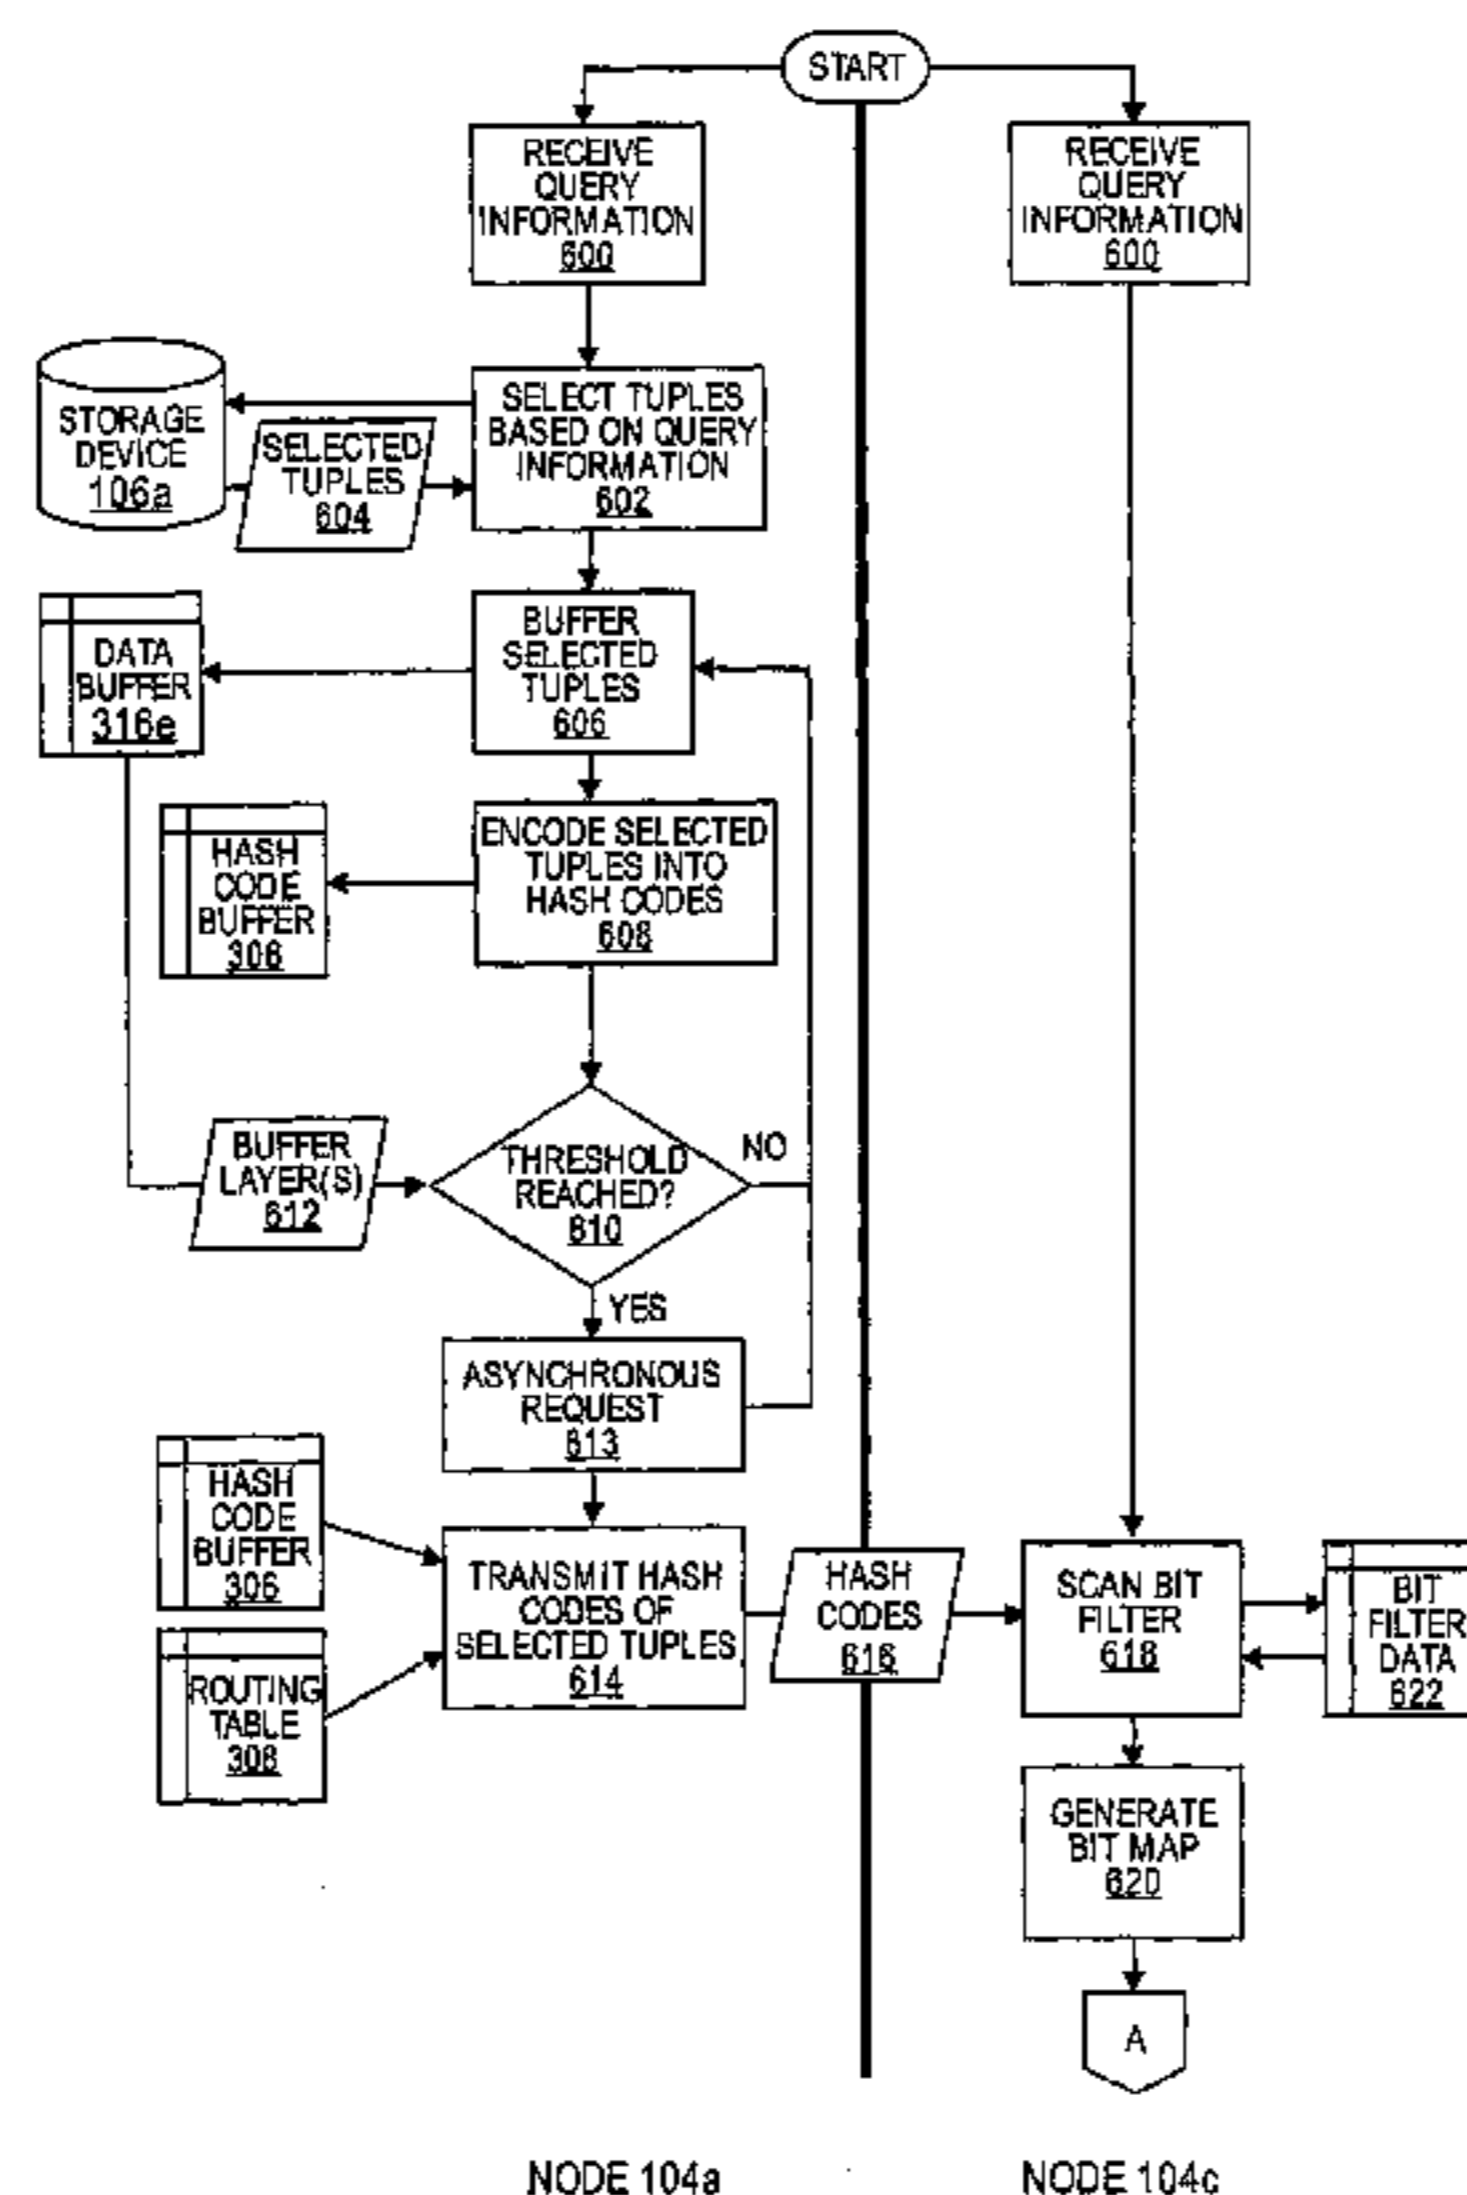 START
RECEIVE
QUERY
INFORMATION
600
RECEIVE
QUERY
INFORMATION
600
STORAGE
DEVICE
106a
SELECTED
TUPLES
604
SELECT TUPLES
BASED ON QUERY
INFORMATION
602
DATA
BUFFER
316e
BUFFER
SELECTED
TUPLES
606
HASH
CODE
BUFFER
306
ENCODE SELECTED
TUPLES INTO
HASH CODES
608
BUFFER
LAYER(S)
612
THRESHOLD
REACHED?
610
NO
YES
ASYNCHRONOUS
REQUEST
613
HASH
CODE
BUFFER
306
ROUTING
TABLE
308
TRANSMIT HASH
CODES OF
SELECTED TUPLES
614
HASH
CODES
616
SCAN BIT
FILTER
618
BIT
FILTER
DATA
622
GENERATE
BIT MAP
620
A
NODE 104a
NODE 104c